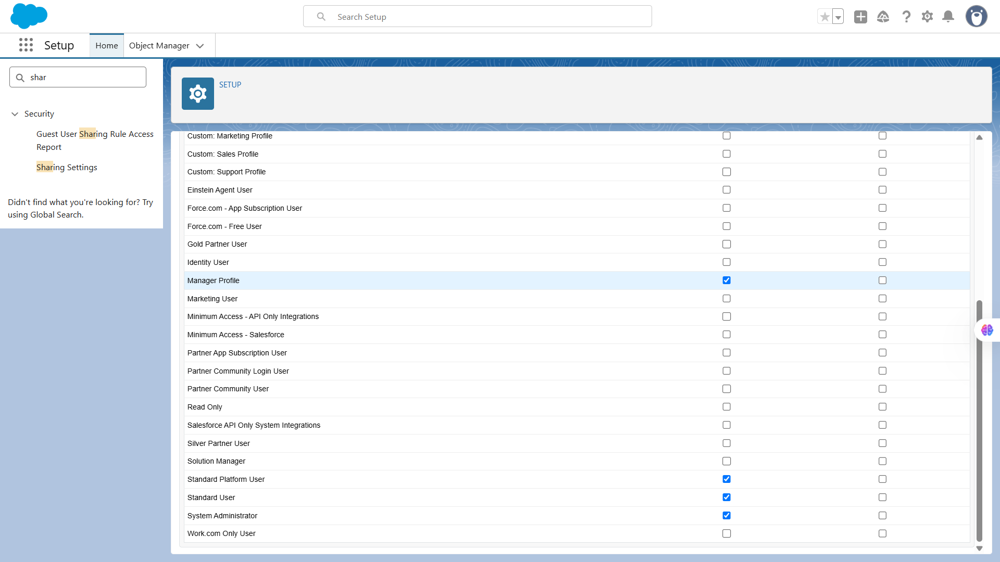 Search Setup
Setup
Home
Object Manager
shar
Security
Guest User Sharing Rule Access
Report
Sharing Settings
Didn't find what you're looking for? Try
using Global Search.
SETUP
Custom: Marketing Profile
Custom: Sales Profile
Custom: Support Profile
Einstein Agent User
Force.com - App Subscription User
Force.com - Free User
Gold Partner User
Identity User
Manager Profile
Marketing User
Minimum Access - API Only Integrations
Minimum Access - Salesforce
Partner App Subscription User
Partner Community Login User
Partner Community User
Read Only
Salesforce API Only System Integrations
Silver Partner User
Solution Manager
Standard Platform User
Standard User
System Administrator
Work.com Only User